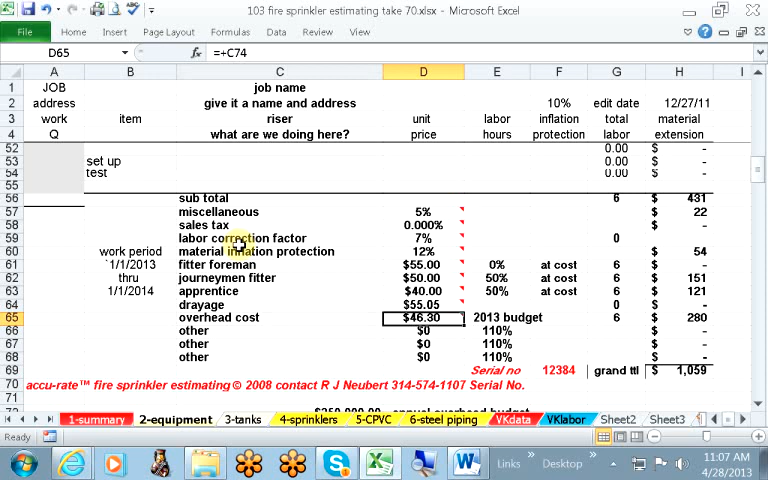 103 fire sprinkler estimating take 70.xlsx - Microsoft Excel
File Home Insert Page Layout Formulas Data Review View
D65 fx =+C74
A B C D E F G H I
1 JOB job name
2 address give it a name and address 10% edit date 12/27/11
3 work item riser unit labor inflation total material
4 Q what are we doing here? price hours protection labor extension
52 0.00 $ -
53 set up 0.00 $ -
54 test 0.00 $ -
55
56 sub total 6 $ 431
57 miscellaneous 5% $ 22
58 sales tax 0.000% $ -
59 labor correction factor 7% 0
60 work period material inflation protection 12% $ 54
61 `1/1/2013 fitter foreman $55.00 0% at cost 6 $ -
62 thru journeymen fitter $50.00 50% at cost 6 $ 151
63 1/1/2014 apprentice $40.00 50% at cost 6 $ 121
64 drayage $55.05 0 $ -
65 overhead cost $46.30 2013 budget 6 $ 280
66 other $0 110% $ -
67 other $0 110% $ -
68 other $0 110% $ -
69 Serial no 12384 grand ttl $ 1,059
70 accu-rate™ fire sprinkler estimating© 2008 contact R J Neubert 314-574-1107 Serial No.
71
72 $250,000.00 annual overhead budget
1-summary 2-equipment 3-tanks 4-sprinklers 5-CPVC 6-steel piping VKdata VKlabor Sheet2 Sheet3
Ready
Links » Desktop » 11:07 AM
4/28/2013